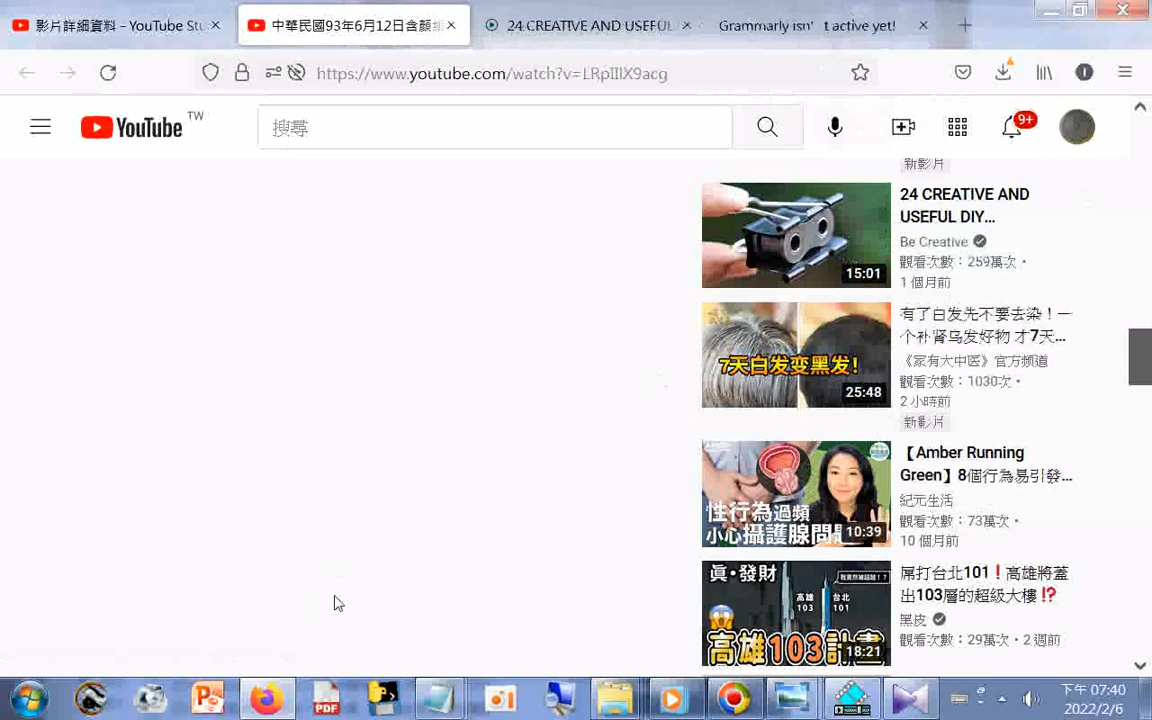 影片詳細資料 - YouTube Stu
中華民國93年6月12日含顏
24 CREATIVE AND USEFUL
Grammarly isn't active yet!
https://www.youtube.com/watch?v=LRpIIlX9acg
YouTube TW
搜尋
9+
新影片
24 CREATIVE AND
USEFUL DIY...
Be Creative
觀看次數：259萬次・
1 個月前
15:01
有了白发先不要去染！一
个补肾乌发好物 才7天...
《家有大中医》官方頻道
觀看次數：1030次・
2 小時前
新影片
7天白发变黑发!
25:48
【Amber Running
Green】8個行為易引發...
紀元生活
觀看次數：73萬次・
10 個月前
性行為過頻
小心攝護腺問
10:39
屌打台北101❗高雄將蓋
出103層的超級大樓⁉
黑皮
觀看次數：29萬次・2 週前
真・發財
高雄 台北
103 101
高雄103計畫
18:21
PDF
下午 07:40
2022/2/6